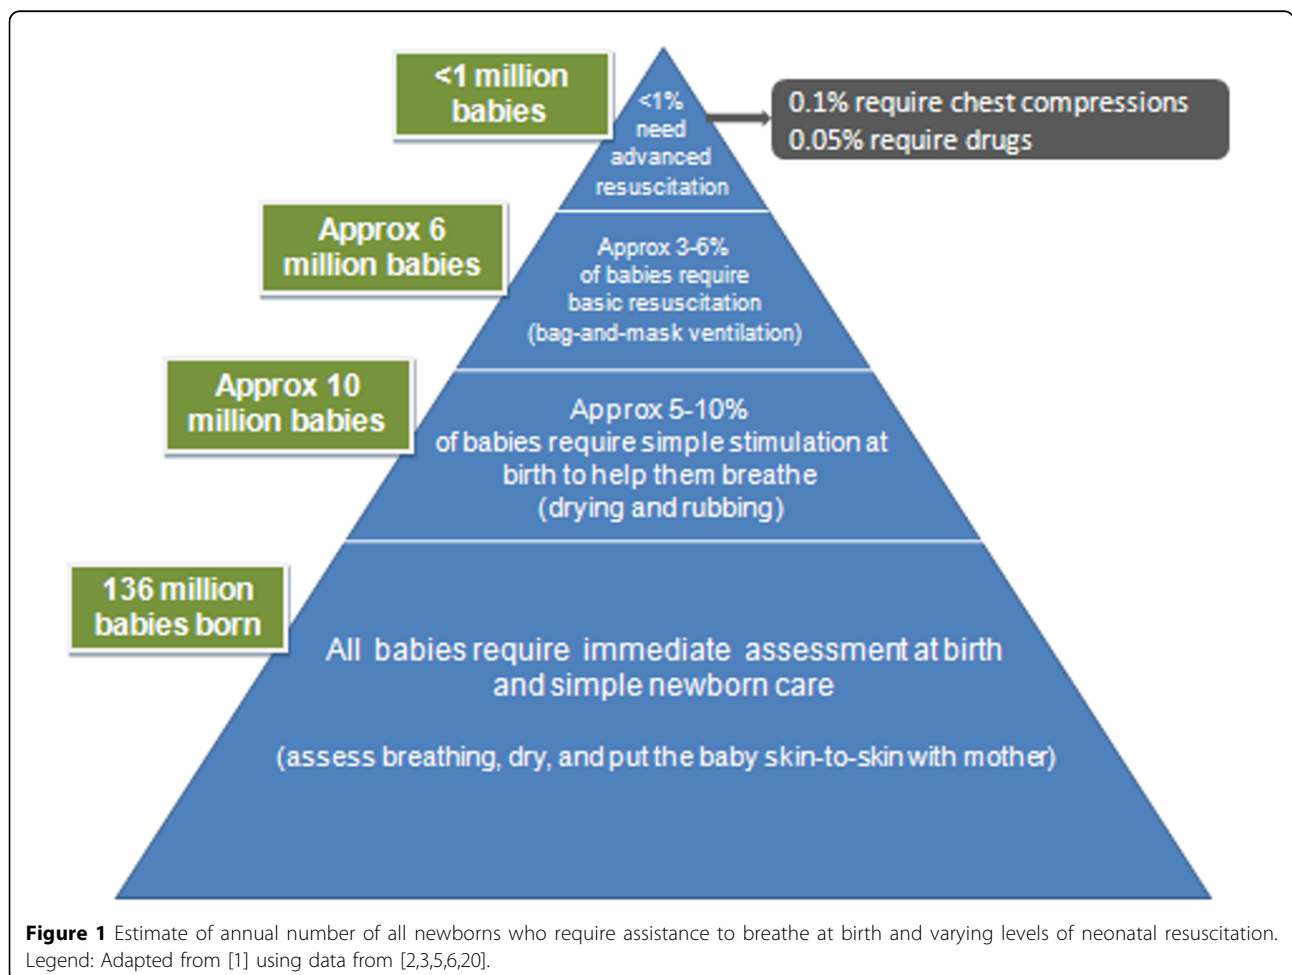 <1 million
babies
<1%
need
advanced
resuscitation
0.1% require chest compressions
0.05% require drugs
Approx 6
million babies
Approx 3-6%
of babies require
basic resuscitation
(bag-and-mask ventilation)
Approx 10
million babies
Approx 5-10%
of babies require simple stimulation at
birth to help them breathe
(drying and rubbing)
136 million
babies born
All babies require immediate assessment at birth
and simple newborn care
(assess breathing, dry, and put the baby skin-to-skin with mother)
Figure 1 Estimate of annual number of all newborns who require assistance to breathe at birth and varying levels of neonatal resuscitation.
Legend: Adapted from [1] using data from [2,3,5,6,20].